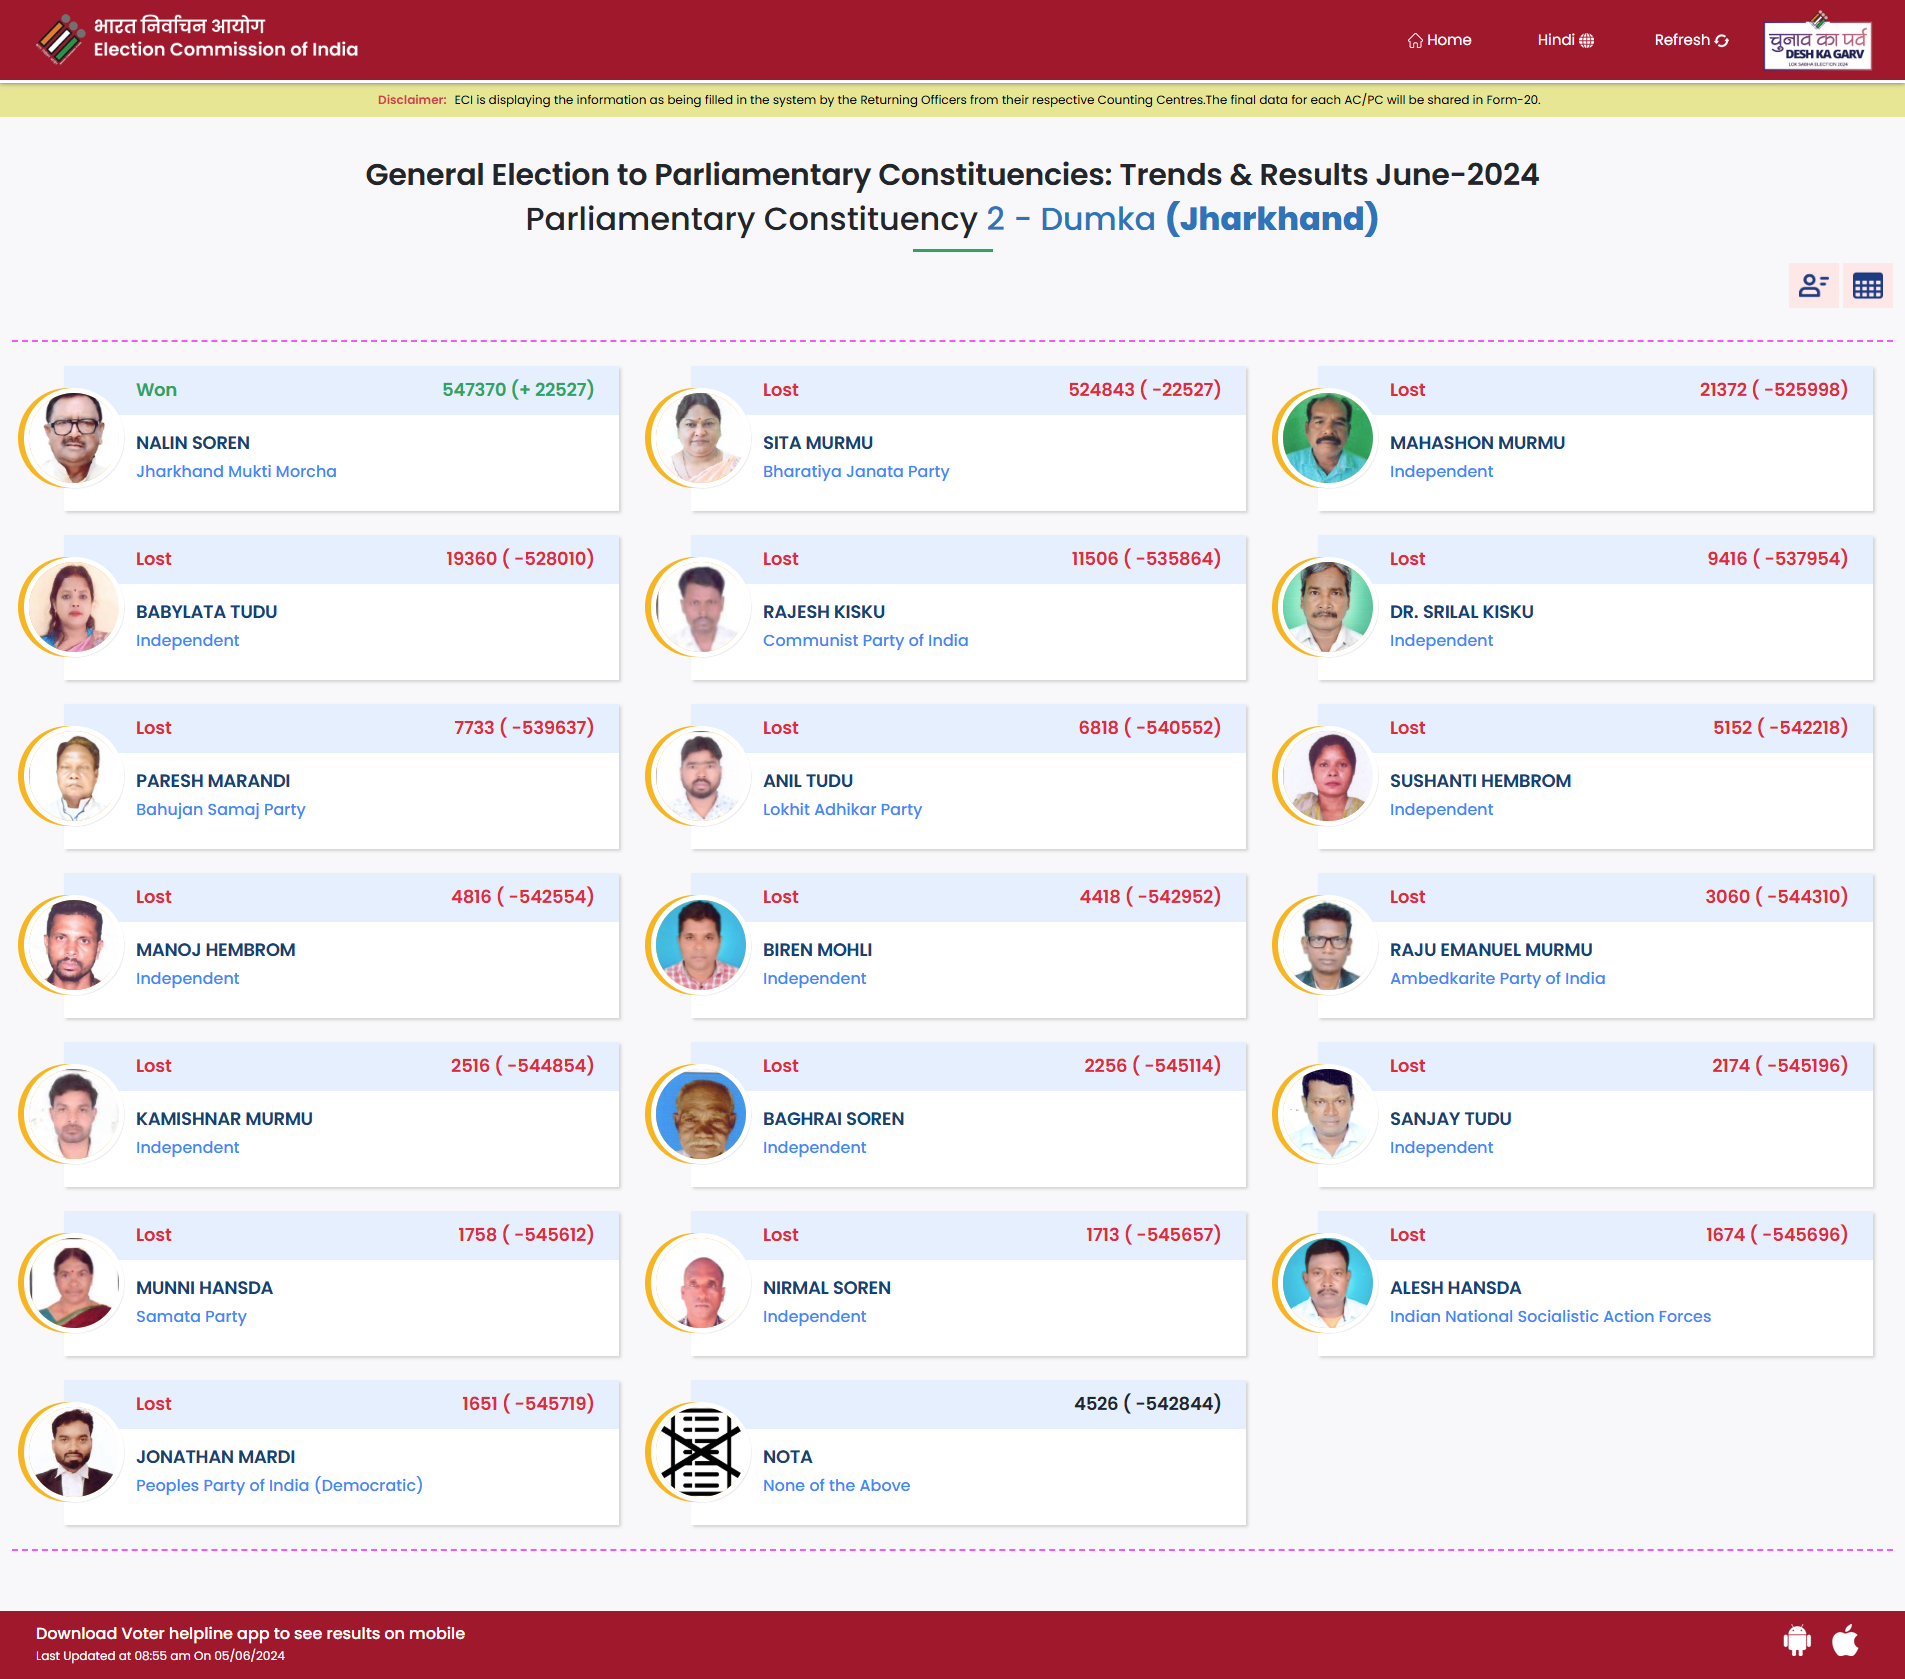 भारत निर्वाचन आयोग
Election Commission of India
Home
Hindi
Refresh
चुनाव का पर्व
DESH KA GARV
LOK SABHA ELECTION 2024
Disclaimer: ECI is displaying the information as being filled in the system by the Returning Officers from their respective Counting Centres.The final data for each AC/PC will be shared in Form-20.
General Election to Parliamentary Constituencies: Trends & Results June-2024
Parliamentary Constituency 2 - Dumka (Jharkhand)
Won 547370 (+ 22527)
NALIN SOREN
Jharkhand Mukti Morcha
Lost 524843 ( -22527)
SITA MURMU
Bharatiya Janata Party
Lost 21372 ( -525998)
MAHASHON MURMU
Independent
Lost 19360 ( -528010)
BABYLATA TUDU
Independent
Lost 11506 ( -535864)
RAJESH KISKU
Communist Party of India
Lost 9416 ( -537954)
DR. SRILAL KISKU
Independent
Lost 7733 ( -539637)
PARESH MARANDI
Bahujan Samaj Party
Lost 6818 ( -540552)
ANIL TUDU
Lokhit Adhikar Party
Lost 5152 ( -542218)
SUSHANTI HEMBROM
Independent
Lost 4816 ( -542554)
MANOJ HEMBROM
Independent
Lost 4418 ( -542952)
BIREN MOHLI
Independent
Lost 3060 ( -544310)
RAJU EMANUEL MURMU
Ambedkarite Party of India
Lost 2516 ( -544854)
KAMISHNAR MURMU
Independent
Lost 2256 ( -545114)
BAGHRAI SOREN
Independent
Lost 2174 ( -545196)
SANJAY TUDU
Independent
Lost 1758 ( -545612)
MUNNI HANSDA
Samata Party
Lost 1713 ( -545657)
NIRMAL SOREN
Independent
Lost 1674 ( -545696)
ALESH HANSDA
Indian National Socialistic Action Forces
Lost 1651 ( -545719)
JONATHAN MARDI
Peoples Party of India (Democratic)
4526 ( -542844)
NOTA
None of the Above
Download Voter helpline app to see results on mobile
Last Updated at 08:55 am On 05/06/2024